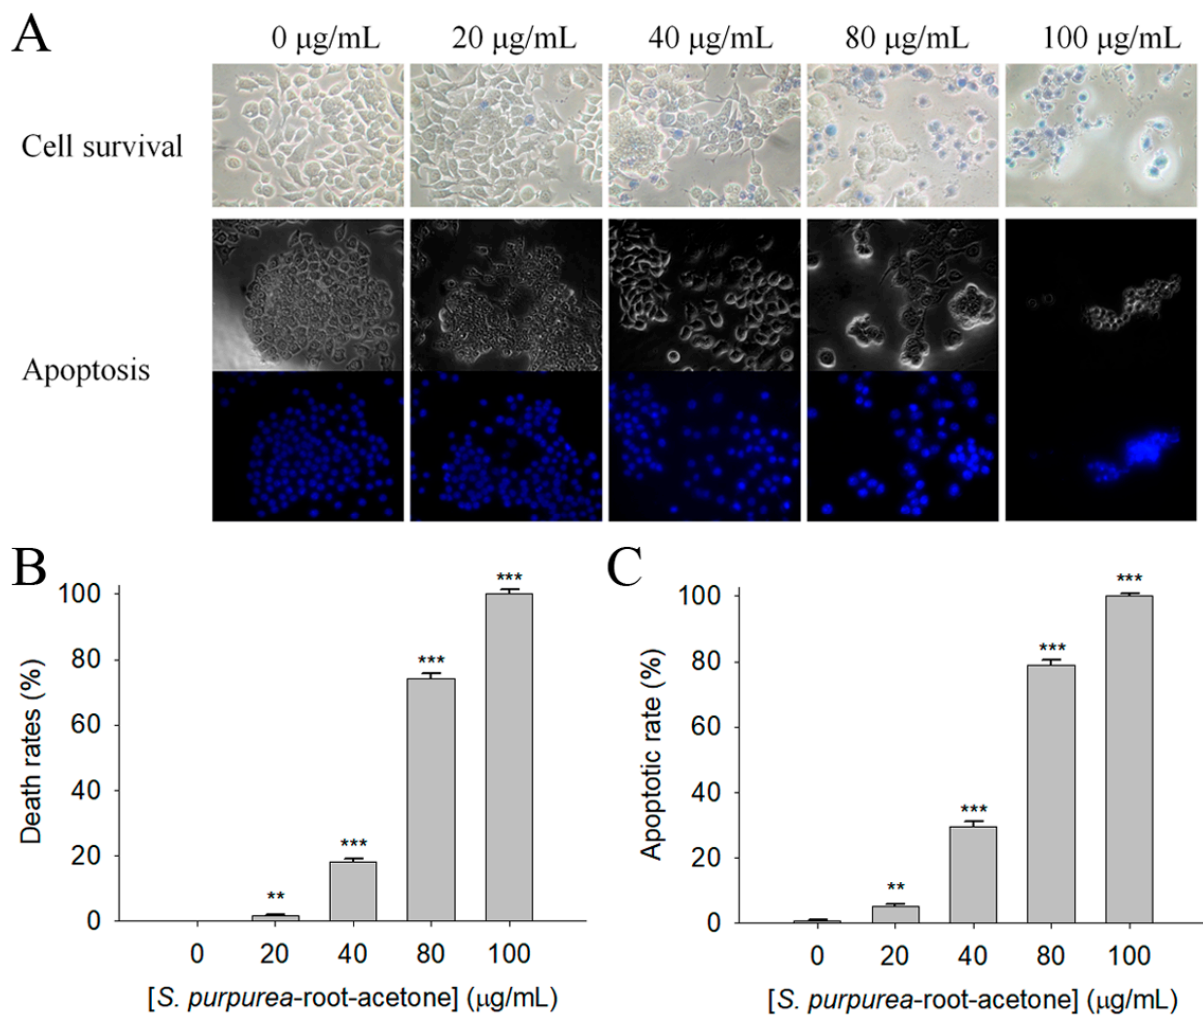 A
0 μg/mL 20 μg/mL 40 μg/mL 80 μg/mL 100 μg/mL
Cell survival
Apoptosis
B
Death rates (%)
100
80
60
40
20
0
**
***
***
***
0 20 40 80 100
[S. purpurea-root-acetone] (μg/mL)
C
Apoptotic rate (%)
100
80
60
40
20
0
**
***
***
***
0 20 40 80 100
[S. purpurea-root-acetone] (μg/mL)